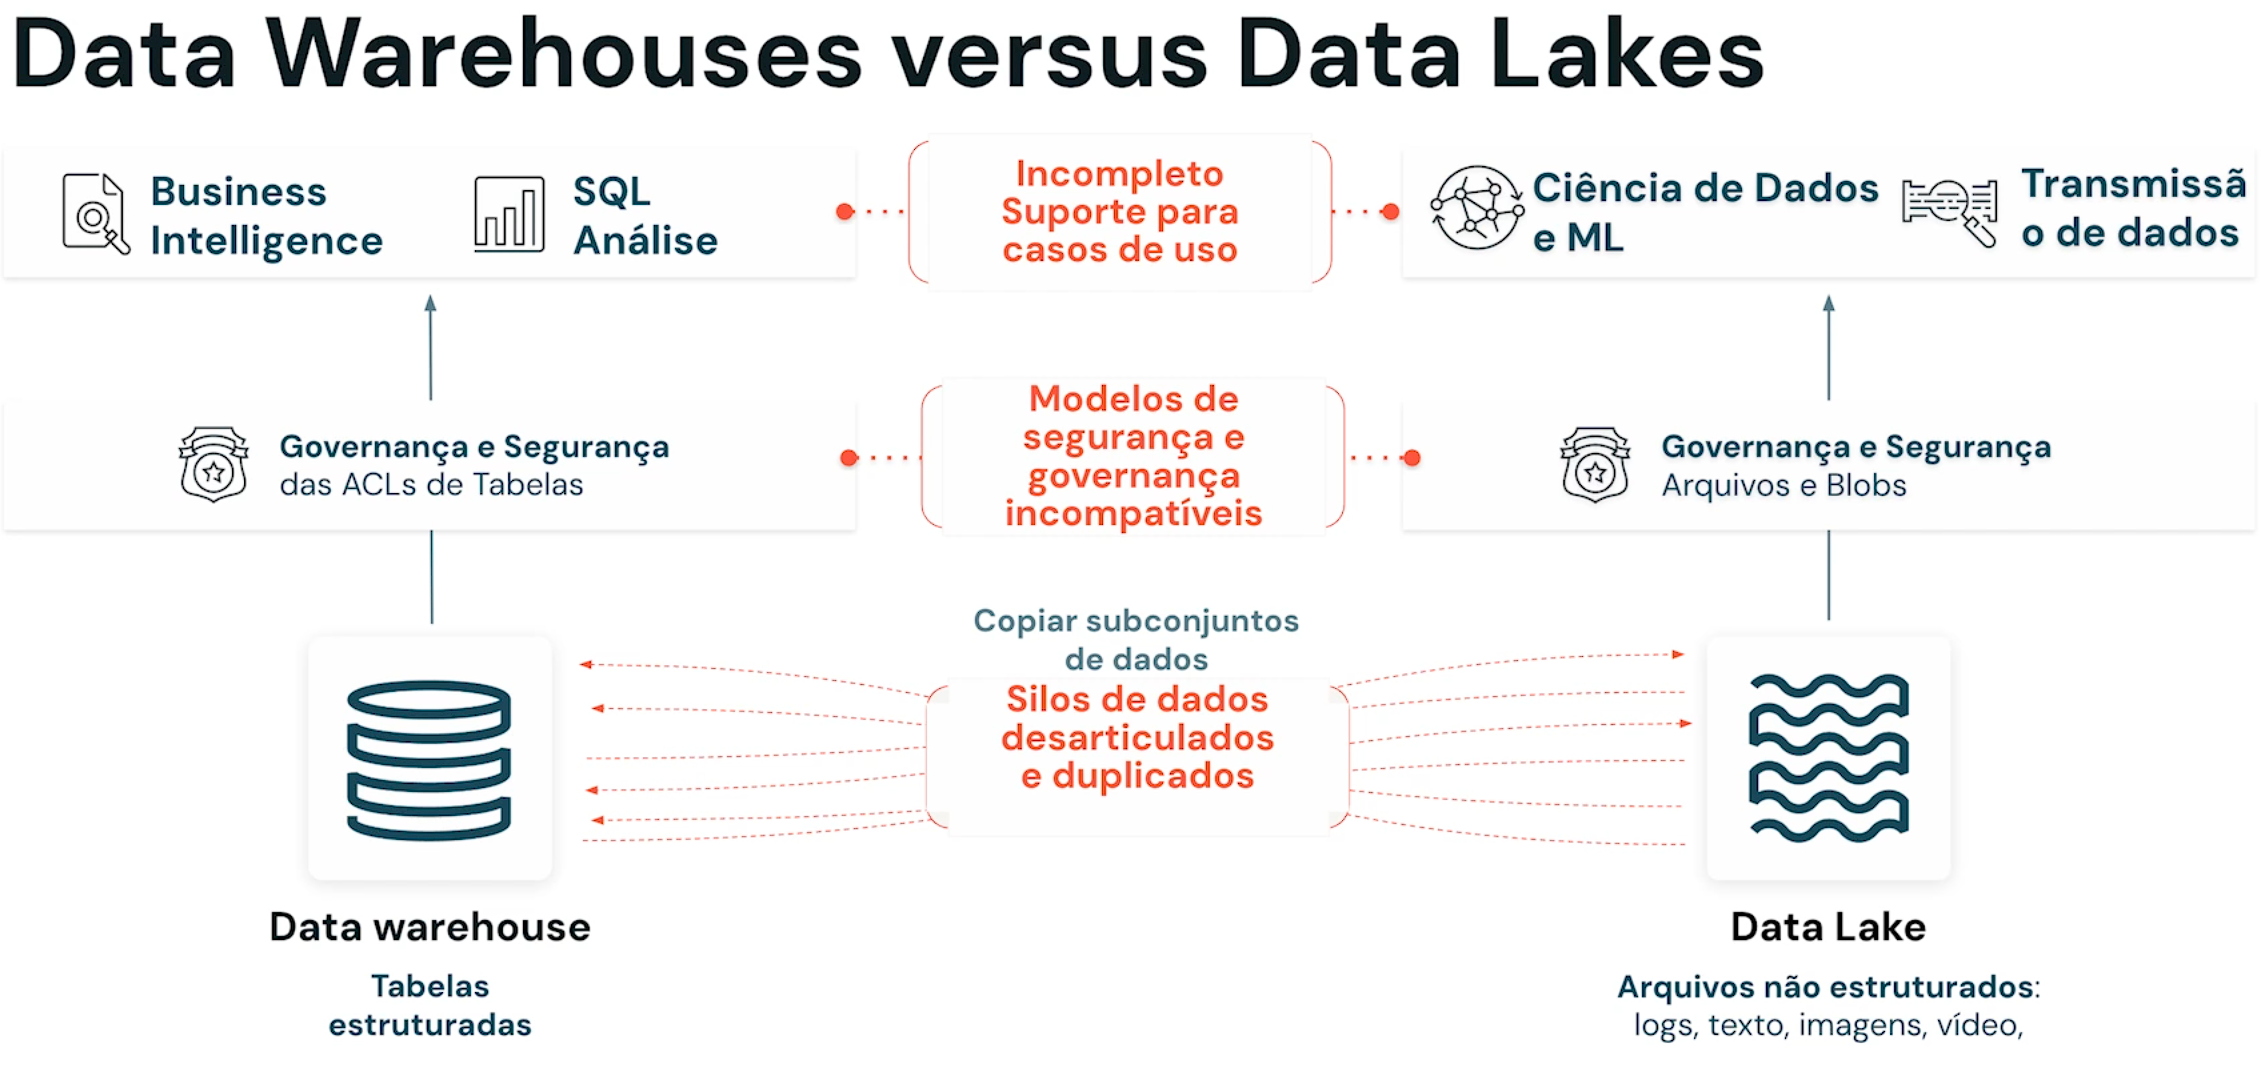 Data Warehouses versus Data Lakes
Business
Intelligence
SQL
Análise
Incompleto
Suporte para
casos de uso
Ciência de Dados
e ML
Transmissã
o de dados
Governança e Segurança
das ACLs de Tabelas
Modelos de
segurança e
governança
incompatíveis
Governança e Segurança
Arquivos e Blobs
Copiar subconjuntos
de dados
Silos de dados
desarticulados
e duplicados
Data warehouse
Tabelas
estruturadas
Data Lake
Arquivos não estruturados:
logs, texto, imagens, vídeo,